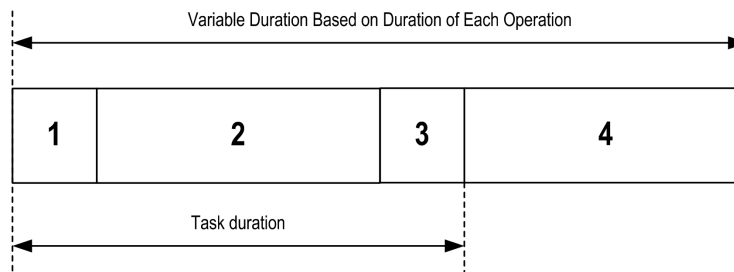 Variable Duration Based on Duration of Each Operation
1 2 3 4
Task duration